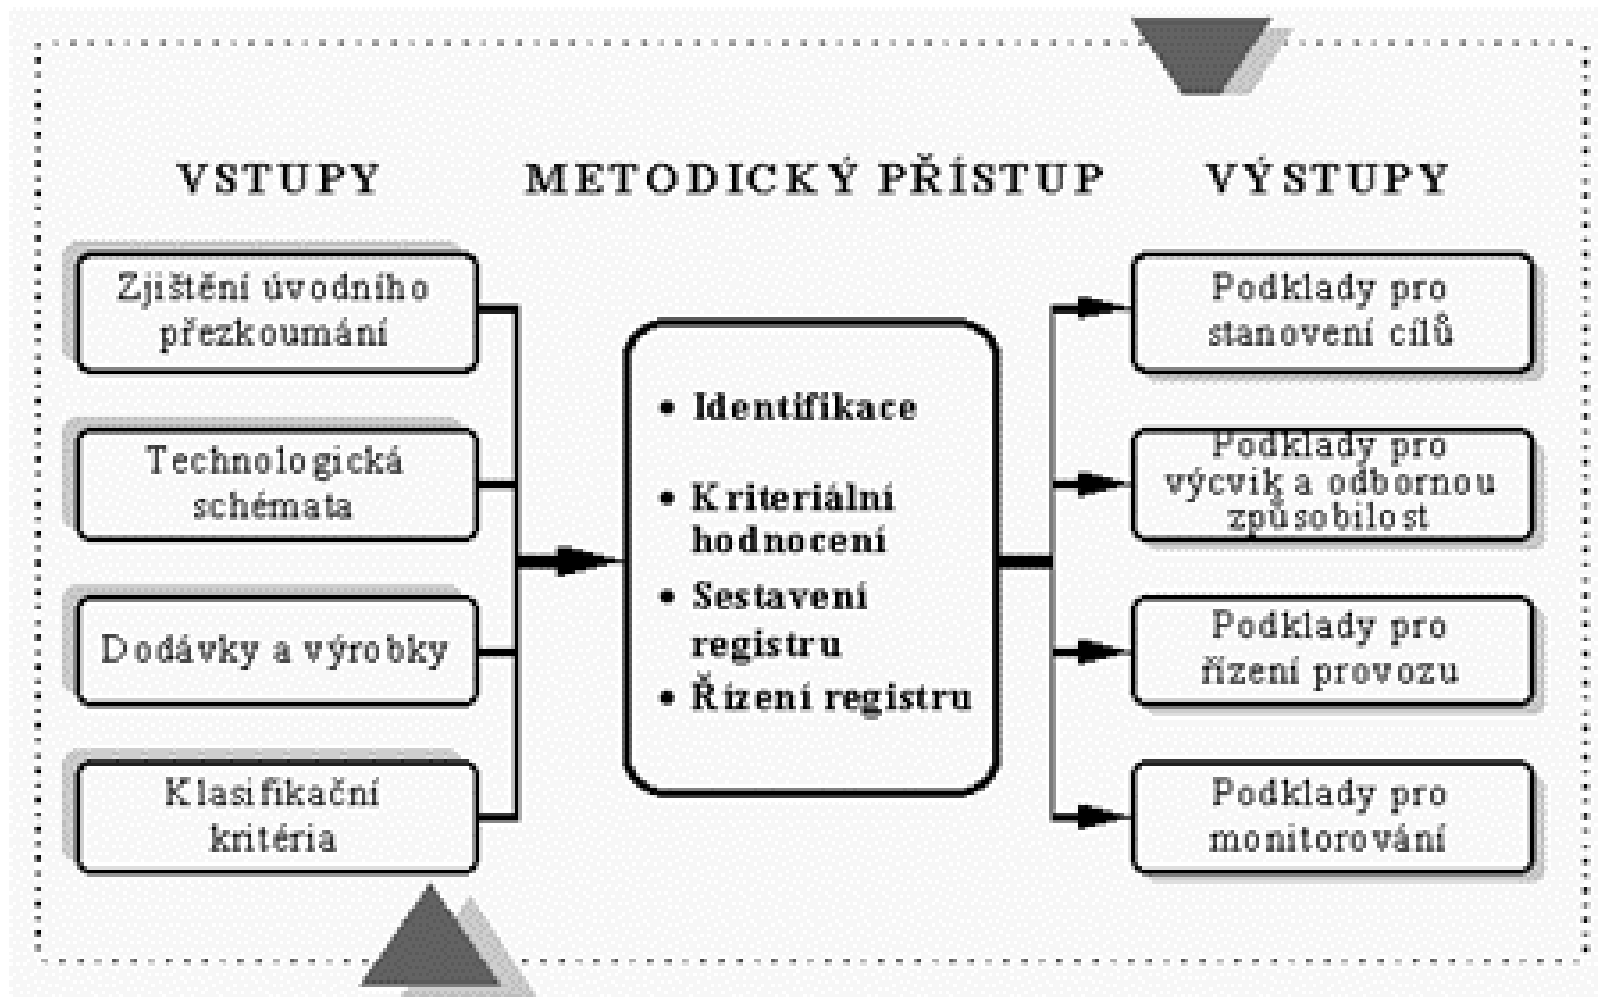 VSTUPY
Zjištění úvodního
přezkoumání
Technologická
schémata
Dodávky a výrobky
Klasifikační
kritéria
METODICKÝ PŘÍSTUP
• Identifikace
• Kriteriální
hodnocení
• Sestavení
registru
• Řízení registru
VÝSTUPY
Podklady pro
stanovení cílů
Podklady pro
výcvik a odbornou
způsobilost
Podklady pro
řízení provozu
Podklady pro
monitorování